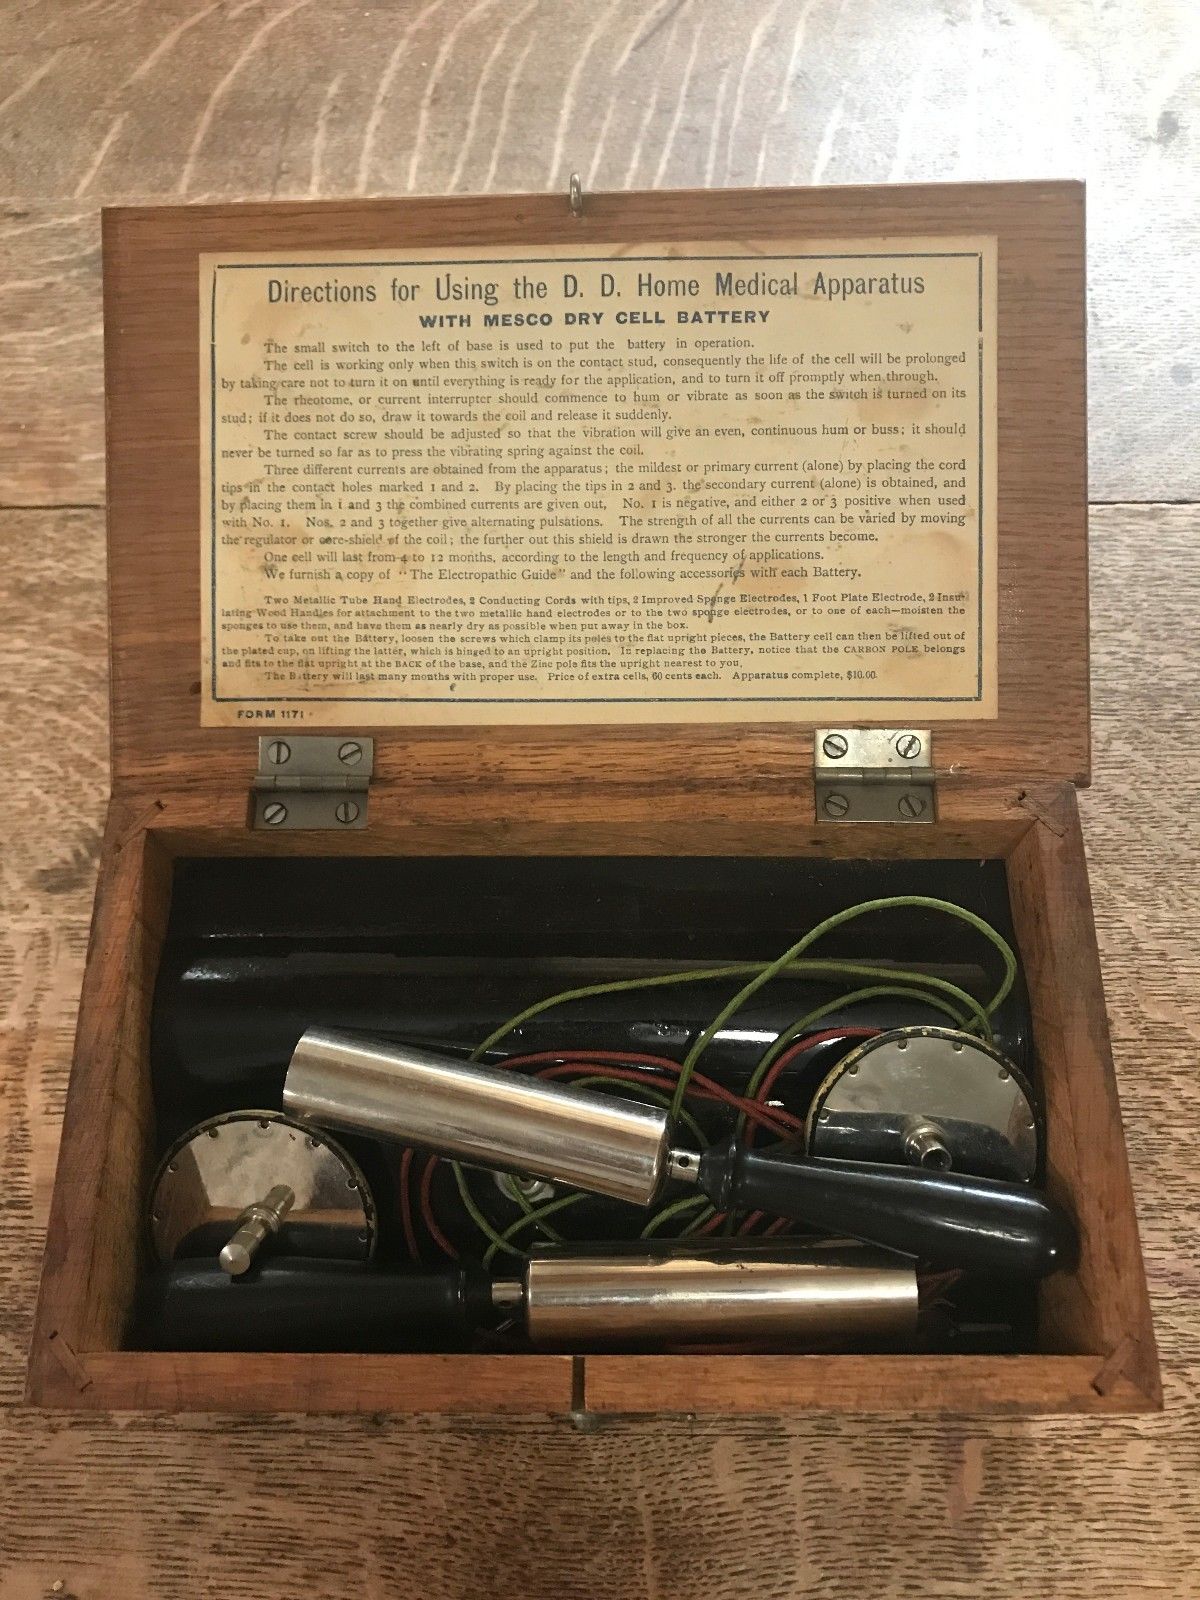 Directions for Using the D. D. Home Medical Apparatus
WITH MESCO DRY CELL BATTERY
The small switch to the left of base is used to put the battery in operation.
The cell is working only when this switch is on the contact stud, consequently the life of the cell will be prolonged
by taking care not to turn it on until everything is ready for the application, and to turn it off promptly when through.
The rheotome, or current interrupter should commence to hum or vibrate as soon as the switch is turned on its
stud; if it does not do so, draw it towards the coil and release it suddenly.
The contact screw should be adjusted so that the vibration will give an even, continuous hum or buss; it should
never be turned so far as to press the vibrating spring against the coil.
Three different currents are obtained from the apparatus; the mildest or primary current (alone) by placing the cord
tips in the contact holes marked 1 and 2. By placing the tips in 2 and 3. the secondary current (alone) is obtained, and
by placing them in 1 and 3 the combined currents are given out, No. 1 is negative, and either 2 or 3 positive when used
with No. 1. Nos. 2 and 3 together give alternating pulsations. The strength of all the currents can be varied by moving
the regulator or core-shield of the coil; the further out this shield is drawn the stronger the currents become.
One cell will last from 4 to 12 months, according to the length and frequency of applications.
We furnish a copy of "The Electropathic Guide" and the following accessories with each Battery.
Two Metallic Tube Hand Electrodes, 2 Conducting Cords with tips, 2 Improved Sponge Electrodes, 1 Foot Plate Electrode, 2 Insu-
lating Wood Handles for attachment to the two metallic hand electrodes or to the two sponge electrodes, or to one of each—moisten the
sponges to use them, and have them as nearly dry as possible when put away in the box.
To take out the Battery, loosen the screws which clamp its poles to the flat upright pieces, the Battery cell can then be lifted out of
the plated cup, on lifting the latter, which is hinged to an upright position. In replacing the Battery, notice that the CARBON POLE belongs
and fits to the flat upright at the BACK of the base, and the Zinc pole fits the upright nearest to you.
The Battery will last many months with proper use. Price of extra cells, 60 cents each. Apparatus complete, $10.00.
FORM 1171